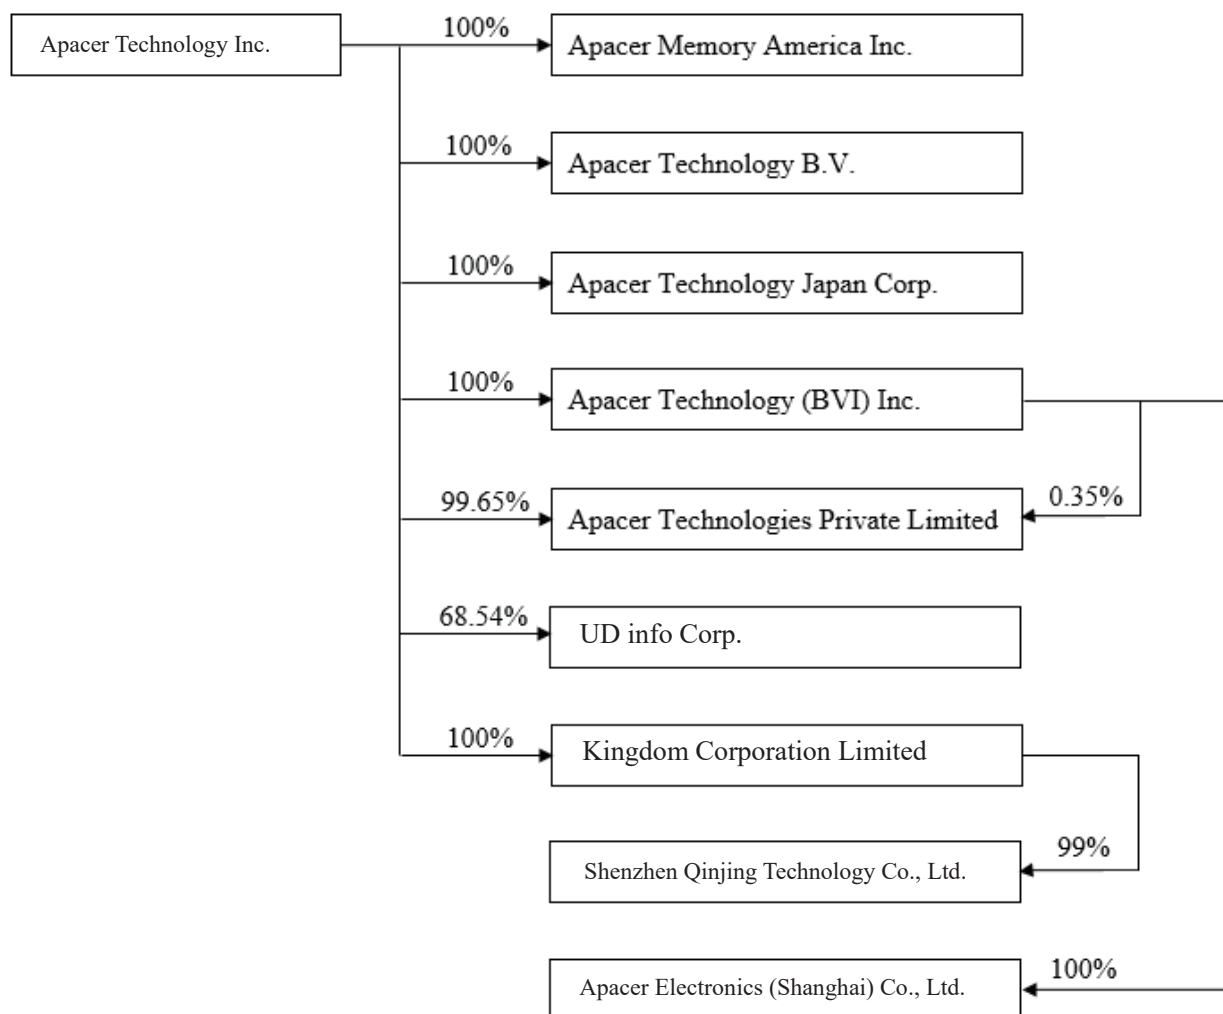 Apacer Technology Inc.
100%
Apacer Memory America Inc.
100%
Apacer Technology B.V.
100%
Apacer Technology Japan Corp.
100%
Apacer Technology (BVI) Inc.
99.65%
Apacer Technologies Private Limited
0.35%
68.54%
UD info Corp.
100%
Kingdom Corporation Limited
Shenzhen Qinjing Technology Co., Ltd.
99%
Apacer Electronics (Shanghai) Co., Ltd.
100%